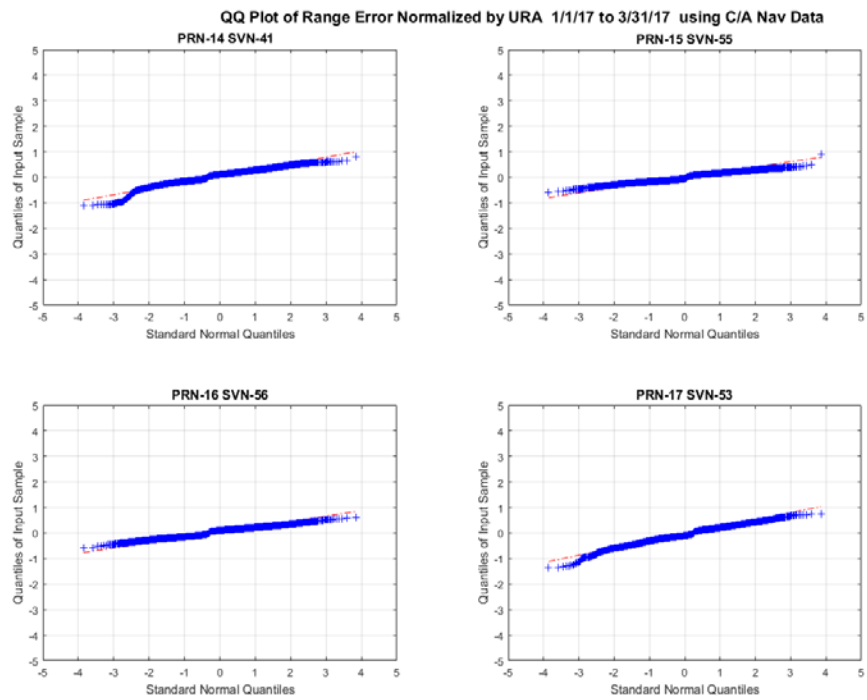 QQ Plot of Range Error Normalized by URA 1/1/17 to 3/31/17 using C/A Nav Data
PRN-14 SVN-41
5
4
3
2
1
0
-1
-2
-3
-4
-5
Quantiles of Input Sample
-5 -4 -3 -2 -1 0 1 2 3 4 5
Standard Normal Quantiles
PRN-15 SVN-55
5
4
3
2
1
0
-1
-2
-3
-4
-5
Quantiles of Input Sample
-5 -4 -3 -2 -1 0 1 2 3 4 5
Standard Normal Quantiles
PRN-16 SVN-56
5
4
3
2
1
0
-1
-2
-3
-4
-5
Quantiles of Input Sample
-5 -4 -3 -2 -1 0 1 2 3 4 5
Standard Normal Quantiles
PRN-17 SVN-53
5
4
3
2
1
0
-1
-2
-3
-4
-5
Quantiles of Input Sample
-5 -4 -3 -2 -1 0 1 2 3 4 5
Standard Normal Quantiles